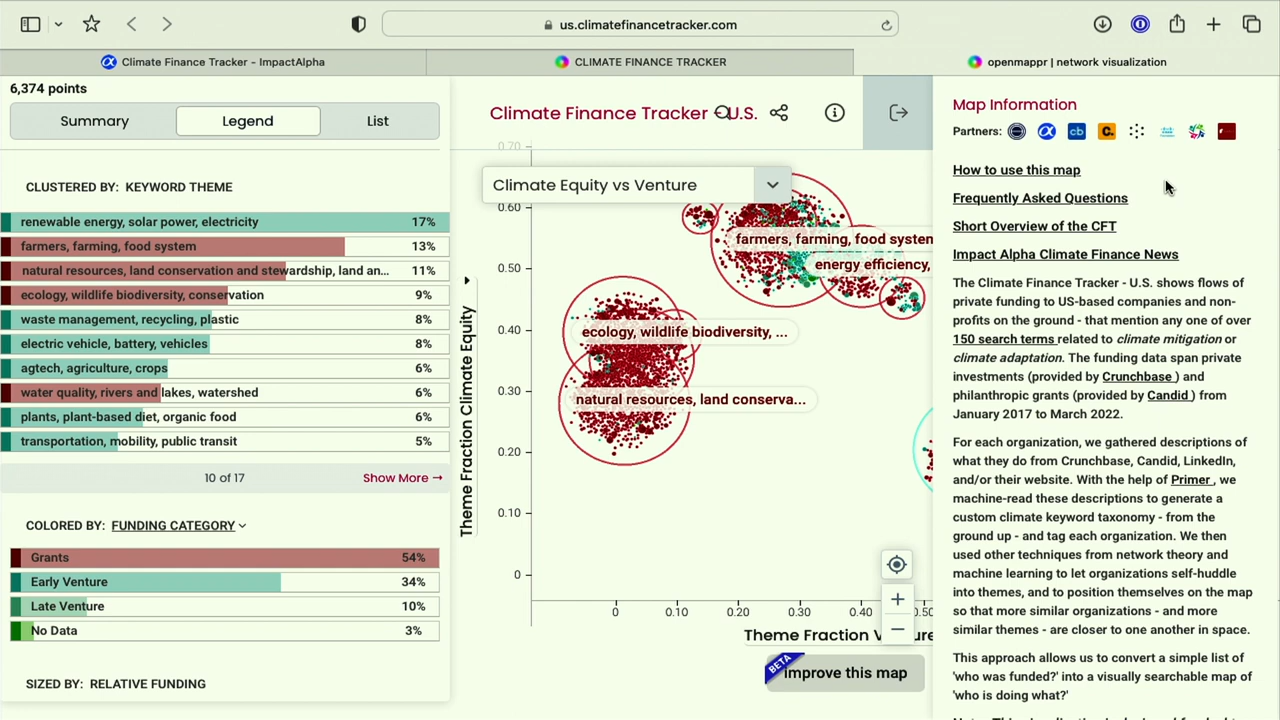 us.climatefinancetracker.com
Climate Finance Tracker - ImpactAlpha
CLIMATE FINANCE TRACKER
openmappr | network visualization
6,374 points
Summary
Legend
List
CLUSTERED BY: KEYWORD THEME
renewable energy, solar power, electricity 17%
farmers, farming, food system 13%
natural resources, land conservation and stewardship, land an... 11%
ecology, wildlife biodiversity, conservation 9%
waste management, recycling, plastic 8%
electric vehicle, battery, vehicles 8%
agtech, agriculture, crops 6%
water quality, rivers and lakes, watershed 6%
plants, plant-based diet, organic food 6%
transportation, mobility, public transit 5%
10 of 17
Show More →
COLORED BY: FUNDING CATEGORY
Grants 54%
Early Venture 34%
Late Venture 10%
No Data 3%
SIZED BY: RELATIVE FUNDING
Climate Finance Tracker - U.S.
Climate Equity vs Venture
Theme Fraction Climate Equity
0.70
0.60
0.50
0.40
0.30
0.20
0.10
0
farmers, farming, food system
energy efficiency,
ecology, wildlife biodiversity, ...
natural resources, land conserva...
0 0.10 0.20 0.30 0.40 0.50
Theme Fraction Venture
BETA
improve this map
Map Information
Partners:
cb
C.
How to use this map
Frequently Asked Questions
Short Overview of the CFT
Impact Alpha Climate Finance News
The Climate Finance Tracker - U.S. shows flows of
private funding to US-based companies and non-
profits on the ground - that mention any one of over
150 search terms related to climate mitigation or
climate adaptation. The funding data span private
investments (provided by Crunchbase ) and
philanthropic grants (provided by Candid ) from
January 2017 to March 2022.
For each organization, we gathered descriptions of
what they do from Crunchbase, Candid, LinkedIn,
and/or their website. With the help of Primer , we
machine-read these descriptions to generate a
custom climate keyword taxonomy - from the
ground up - and tag each organization. We then
used other techniques from network theory and
machine learning to let organizations self-huddle
into themes, and to position themselves on the map
so that more similar organizations - and more
similar themes - are closer to one another in space.
This approach allows us to convert a simple list of
'who was funded?' into a visually searchable map of
'who is doing what?'